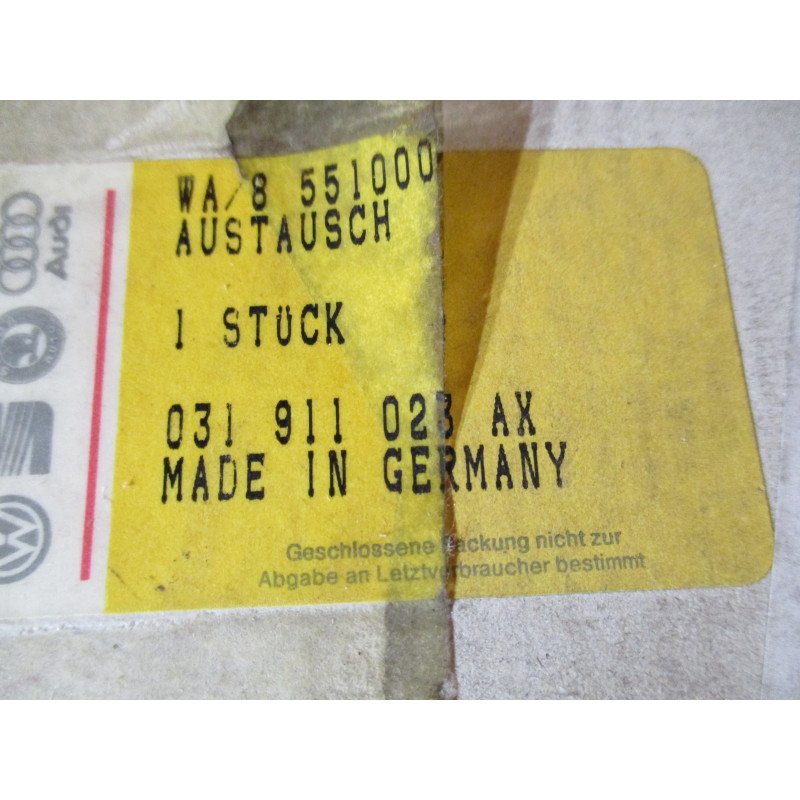 WA/8 551000
AUSTAUSCH
1 STÜCK
031 911 023 AX
MADE IN GERMANY
Geschlossene Packung nicht zur
Abgabe an Letztverbraucher bestimmt
Audi